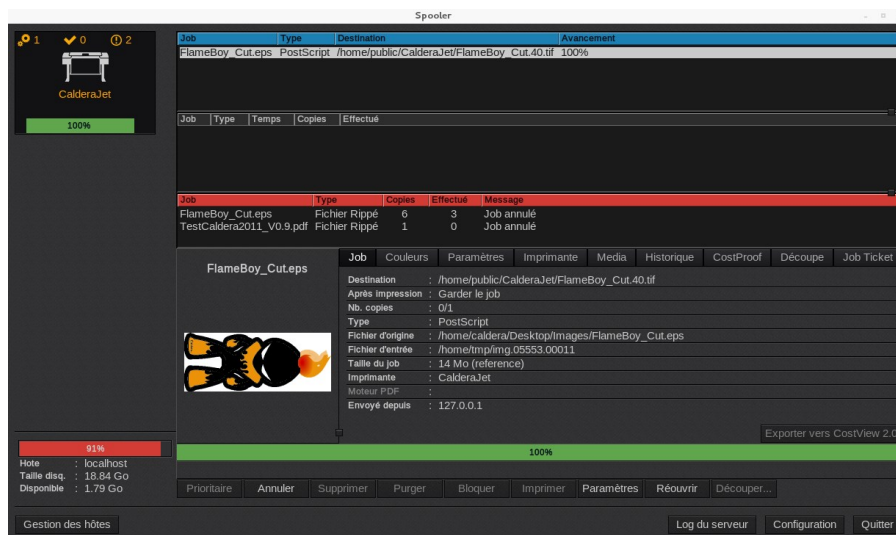 Spooler
1 0 2
CalderaJet
100%
Job Type Destination Avancement
FlameBoy_Cut.eps PostScript /home/public/CalderaJet/FlameBoy_Cut.40.tif 100%
Job Type Temps Copies Effectué
Job Type Copies Effectué Message
FlameBoy_Cut.eps Fichier Rippé 6 3 Job annulé
TestCaldera2011_V0.9.pdf Fichier Rippé 1 0 Job annulé
FlameBoy_Cut.eps
Job Couleurs Paramètres Imprimante Media Historique CostProof Découpe Job Ticket
Destination : /home/public/CalderaJet/FlameBoy_Cut.40.tif
Après impression : Garder le job
Nb. copies : 0/1
Type : PostScript
Fichier d'origine : /home/caldera/Desktop/Images/FlameBoy_Cut.eps
Fichier d'entrée : /home/tmp/img.05553.00011
Taille du job : 14 Mo (reference)
Imprimante : CalderaJet
Moteur PDF :
Envoyé depuis : 127.0.0.1
Exporter vers CostView 2.0
91%
100%
Hote : localhost
Taille disq. : 18.84 Go
Disponible : 1.79 Go
Prioritaire Annuler Supprimer Purger Bloquer Imprimer Paramètres Réouvrir Découper...
Gestion des hôtes Log du serveur Configuration Quitter